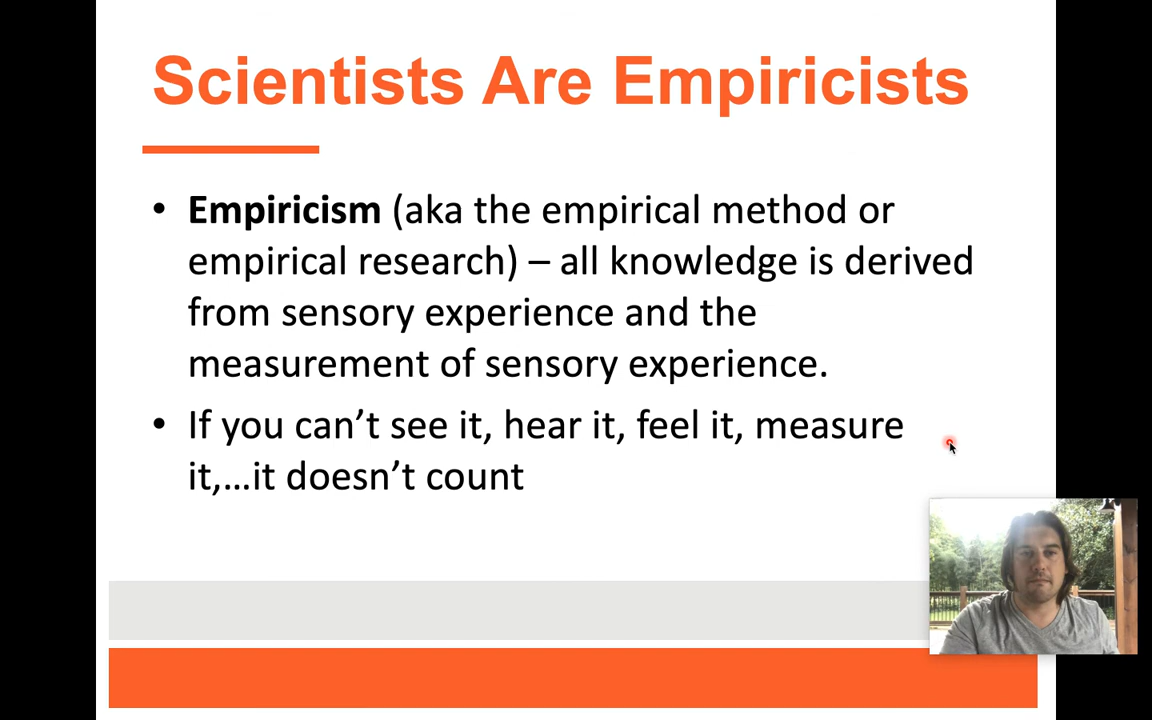 Scientists Are Empiricists
• Empiricism (aka the empirical method or
empirical research) – all knowledge is derived
from sensory experience and the
measurement of sensory experience.
• If you can’t see it, hear it, feel it, measure
it,…it doesn’t count